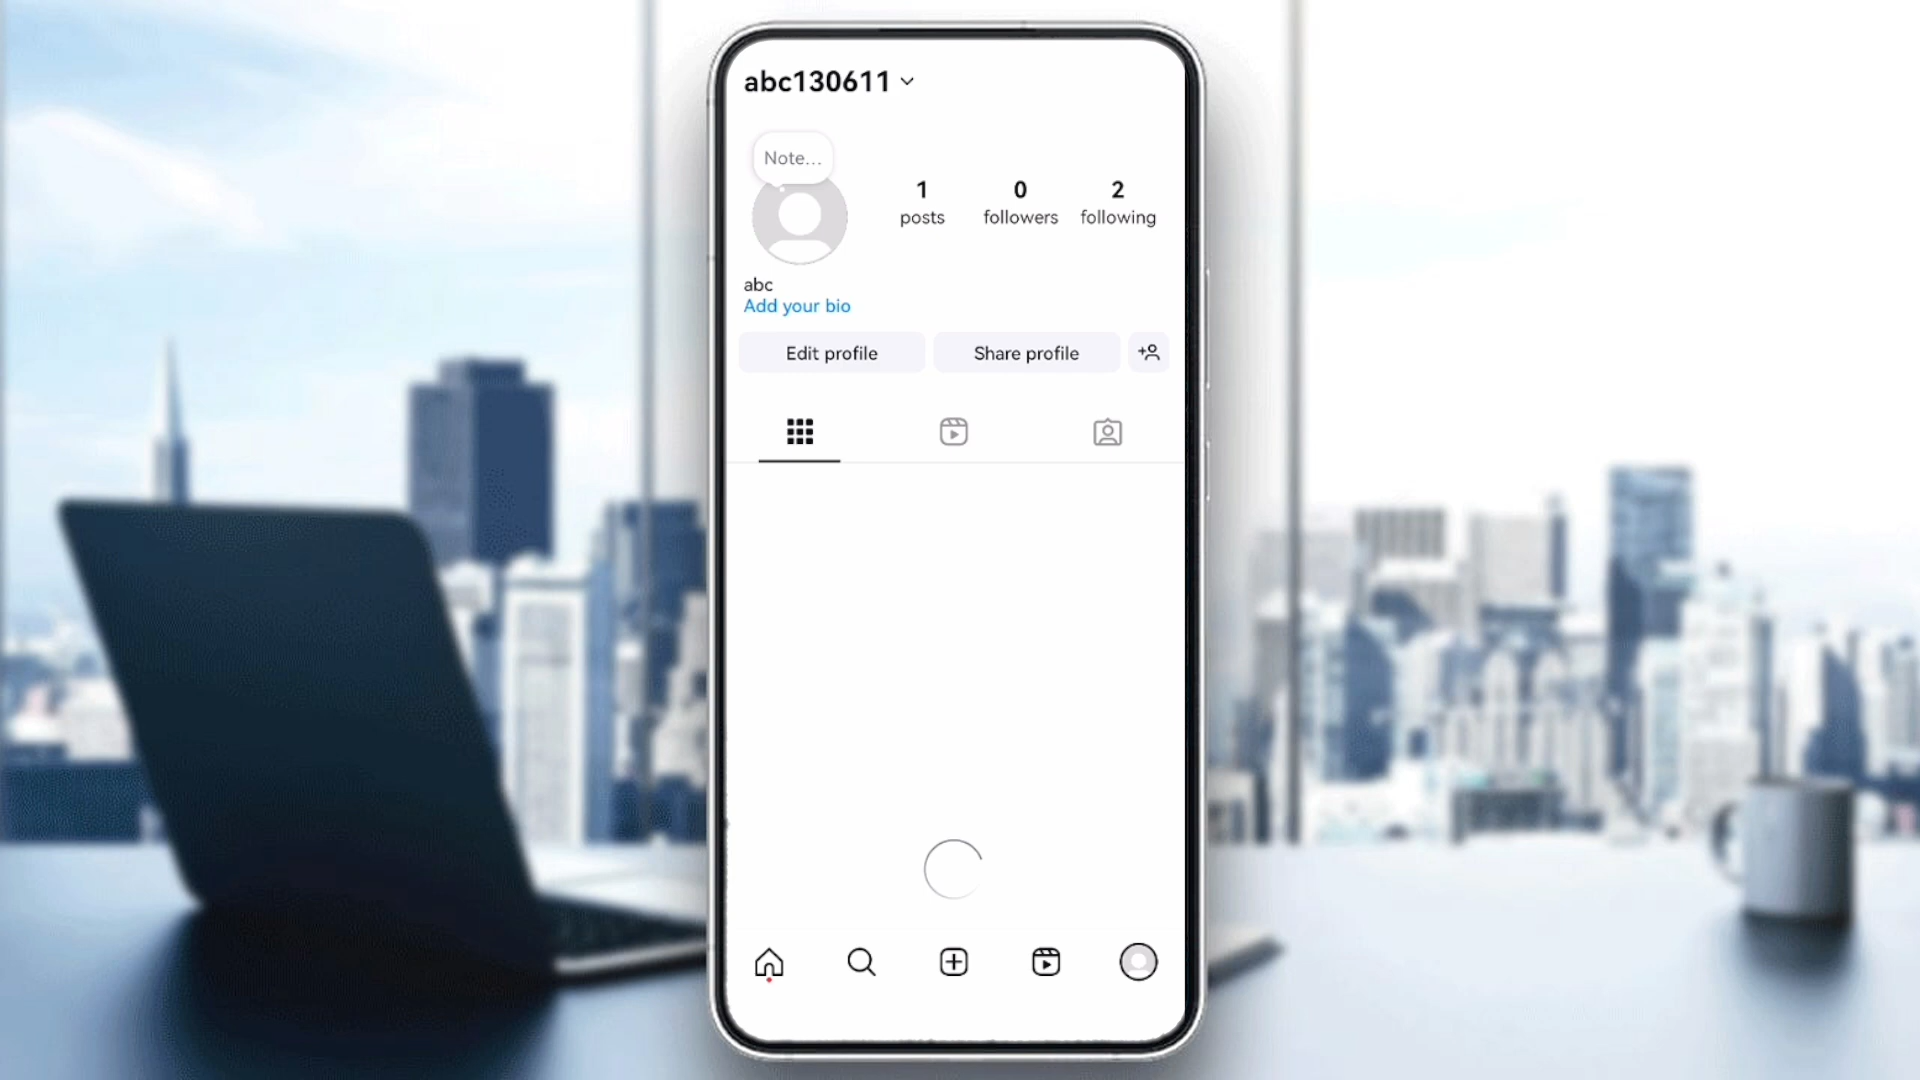 abc130611
Note...
1 0 2
posts followers following
abc
Add your bio
Edit profile Share profile